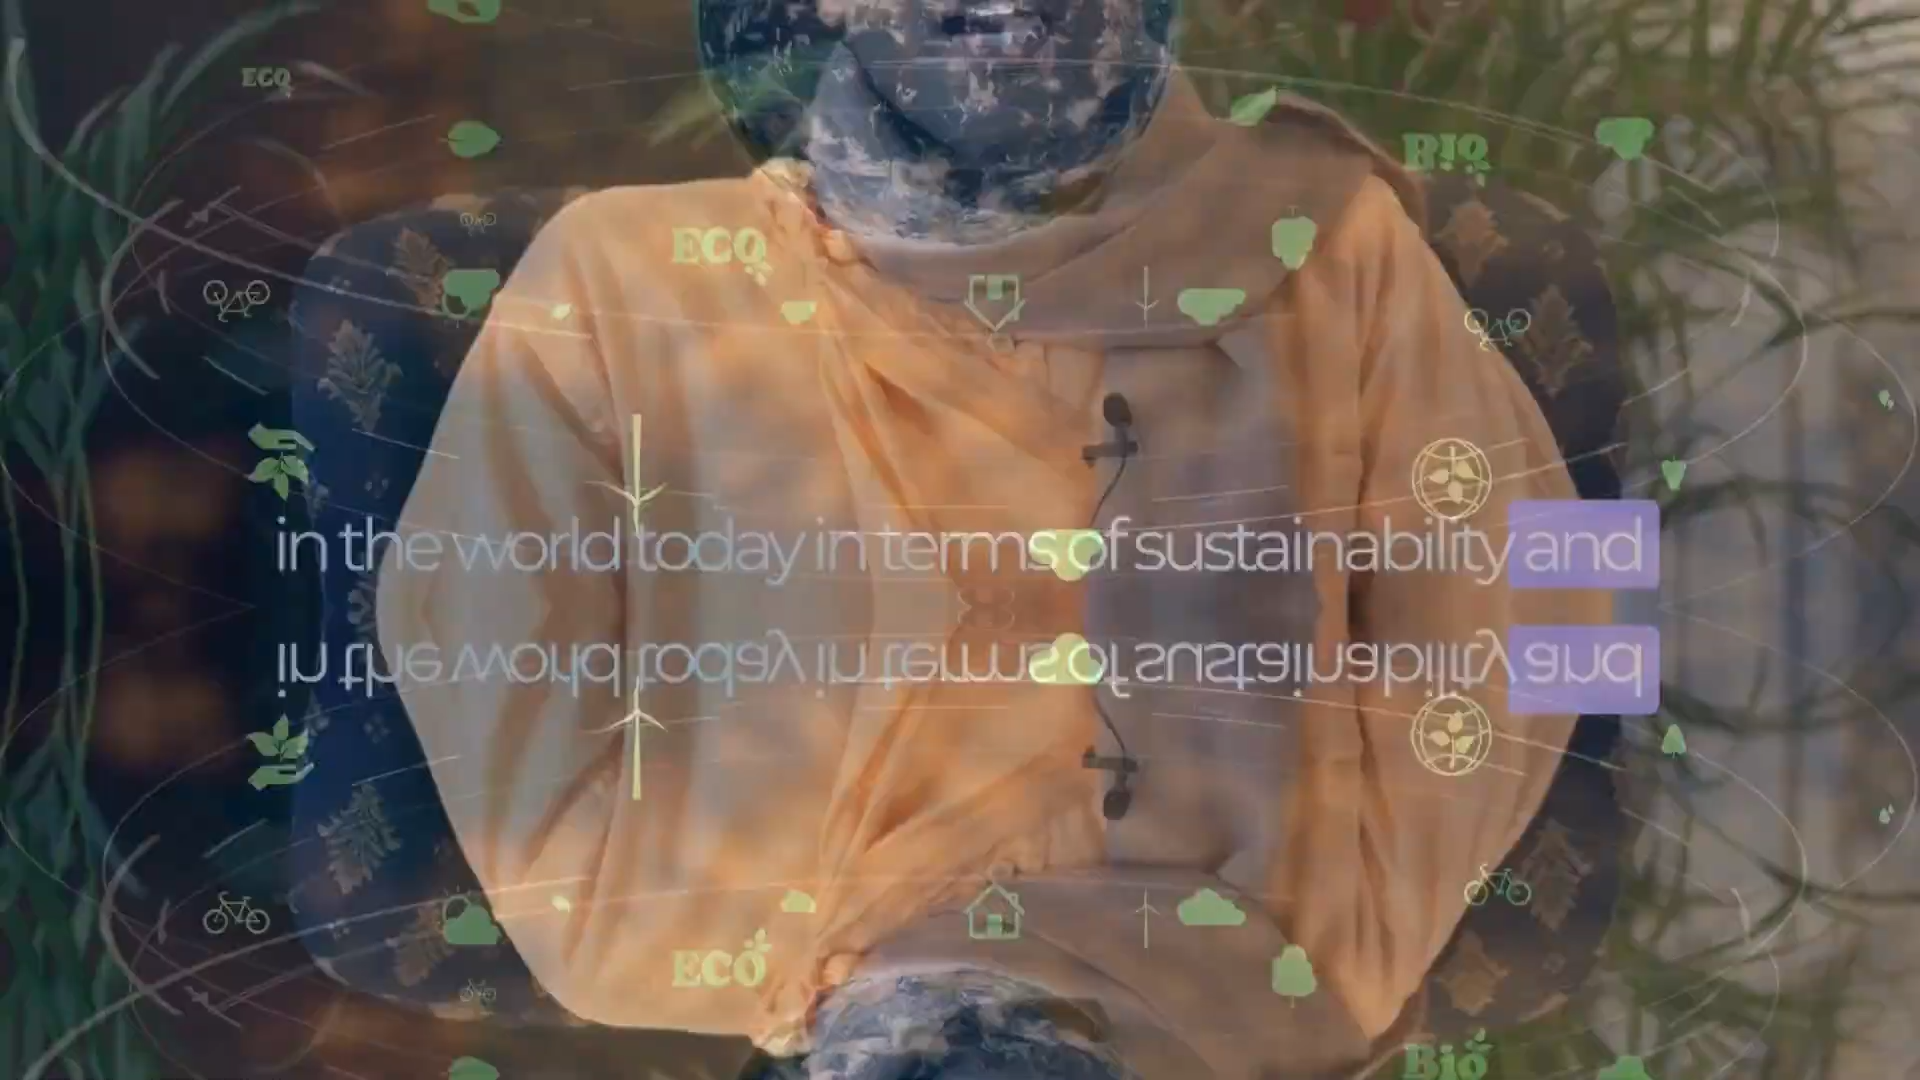 ECO
BIO
ECO
in the world today in terms of sustainability and
in the world today in terms of sustainability and
ECO
Bio